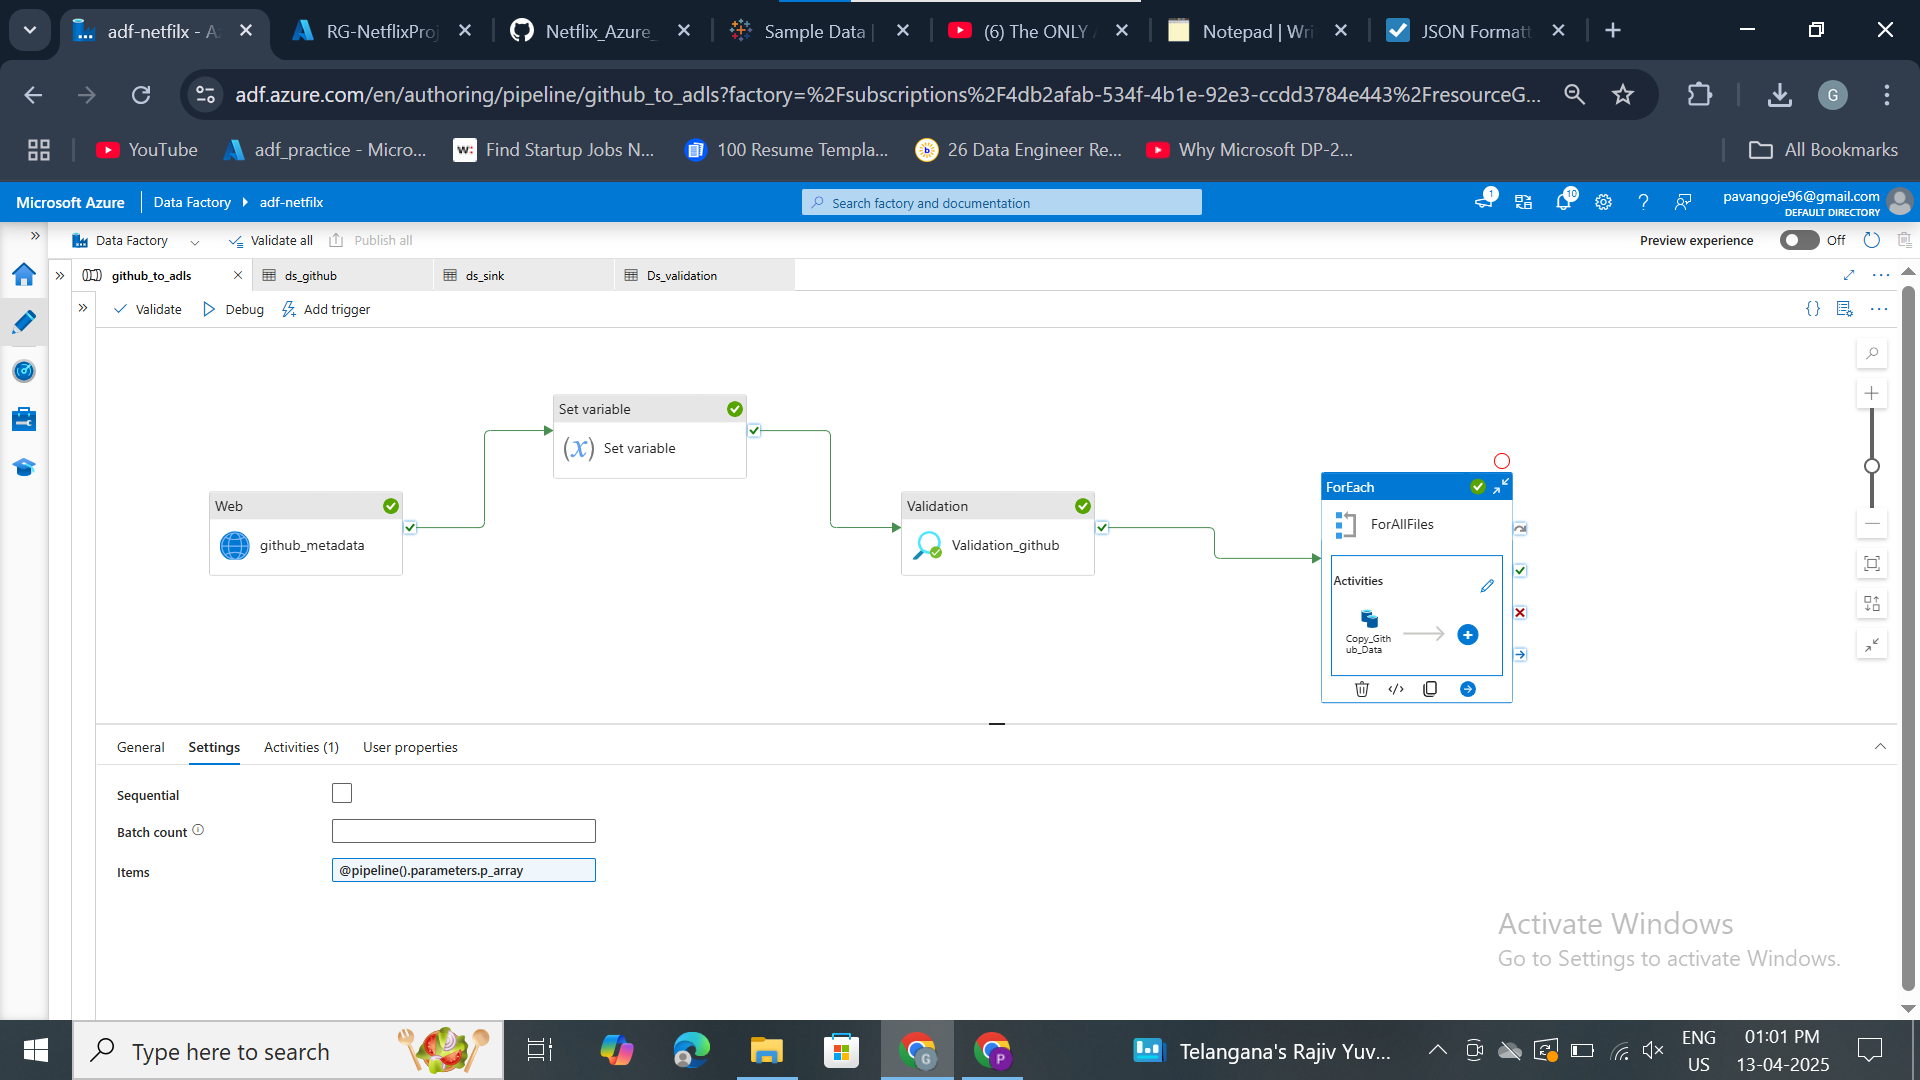 adf-netfilx - A
RG-NetflixProj
Netflix_Azure_
Sample Data |
(6) The ONLY A
Notepad | Wri
JSON Formatt
adf.azure.com/en/authoring/pipeline/github_to_adls?factory=%2Fsubscriptions%2F4db2afab-534f-4b1e-92e3-ccdd3784e443%2FresourceG...
G
YouTube
adf_practice - Micro...
w:
Find Startup Jobs N...
100 Resume Templa...
b
26 Data Engineer Re...
Why Microsoft DP-2...
All Bookmarks
Microsoft Azure
Data Factory
adf-netfilx
Search factory and documentation
1
10
pavangoje96@gmail.com
DEFAULT DIRECTORY
Data Factory
Validate all
Publish all
Preview experience
Off
github_to_adls
ds_github
ds_sink
Ds_validation
Validate
Debug
Add trigger
Set variable
(x)
Set variable
Web
github_metadata
Validation
Validation_github
ForEach
ForAllFiles
Activities
Copy_Gith
ub_Data
General
Settings
Activities (1)
User properties
Sequential
Batch count
Items
@pipeline().parameters.p_array
Activate Windows
Go to Settings to activate Windows.
Type here to search
G
P
Telangana's Rajiv Yuv...
ENG
US
01:01 PM
13-04-2025